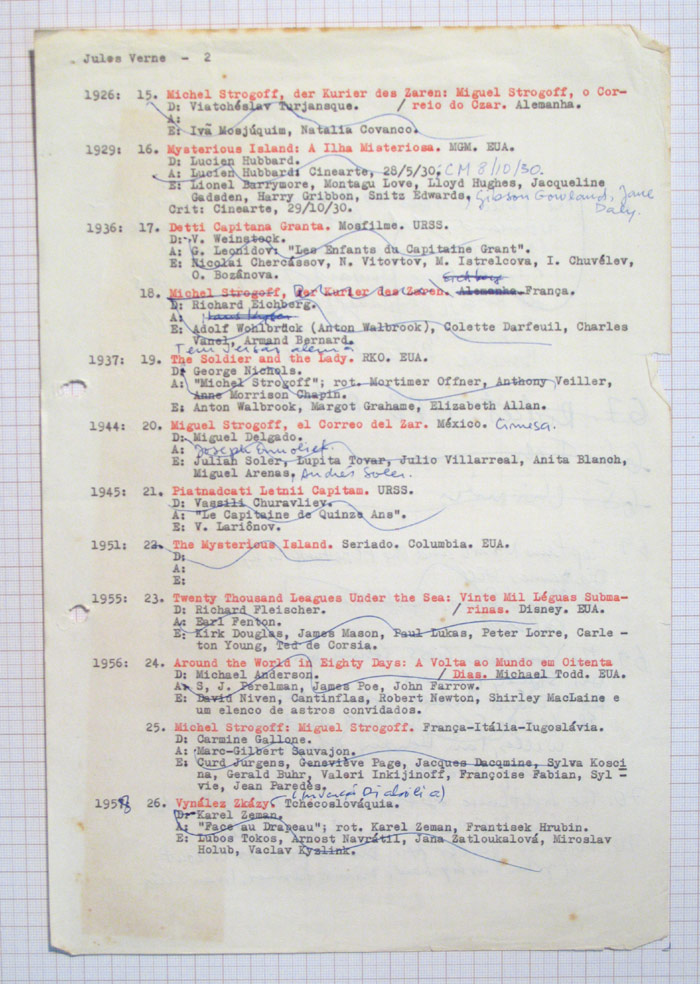 Jules Verne - 2
1926: 15. Michel Strogoff, der Kurier des Zaren: Miguel Strogoff, o Cor-
D: Viatchéslav Turjansque. / reio do Czar. Alemanha.
A:
E: Ivã Mosjúquim, Natalia Covanco.
1929: 16. Mysterious Island: A Ilha Misteriosa. MGM. EUA.
D: Lucien Hubbard.
A: Lucien Hubbard: Cinearte, 28/5/30. CM 8/10/30.
E: Lionel Barrymore, Montagu Love, Lloyd Hughes, Jacqueline
Gadsden, Harry Gribbon, Snitz Edwards, Gibson Gowland, Jane
Daly.
Crit: Cinearte, 29/10/30.
1936: 17. Detti Capitana Granta. Mosfilme. URSS.
D: V. Weinstock.
A: G. Leonidov: "Les Enfants du Capitaine Grant".
E: Nicolai Chercássov, N. Vitovtov, M. Istrelcova, I. Chuvélev,
O. Bozánova.
18. Michel Strogoff, der Kurier des Zaren. Alemanha. França.
D: Richard Eichberg.
A:
E: Adolf Wohlbrück (Anton Walbrook), Colette Darfeuil, Charles
Vanel, Armand Bernard.
1937: 19. The Soldier and the Lady. RKO. EUA.
D: George Nichols.
A: "Michel Strogoff"; rot. Mortimer Offner, Anthony Veiller,
Anne Morrison Chapin.
E: Anton Walbrook, Margot Grahame, Elizabeth Allan.
1944: 20. Miguel Strogoff, el Correo del Zar. México. Cimesa.
D: Miguel Delgado.
A: Joseph
E: Julian Soler, Lupita Tovar, Julio Villarreal, Anita Blanch,
Miguel Arenas, Andrés Soler.
1945: 21. Piatnadcati Letnii Capitam. URSS.
D: Vassili Churavliev.
A: "Le Capitaine de Quinze Ans".
E: V. Lariônov.
1951: 22. The Mysterious Island. Seriado. Columbia. EUA.
D:
A:
E:
1955: 23. Twenty Thousand Leagues Under the Sea: Vinte Mil Léguas Subma-
D: Richard Fleischer. / rinas. Disney. EUA.
A: Earl Fenton.
E: Kirk Douglas, James Mason, Paul Lukas, Peter Lorre, Carle -
ton Young, Ted de Corsia.
1956: 24. Around the World in Eighty Days: A Volta ao Mundo em Oitenta
D: Michael Anderson. / Dias. Michael Todd. EUA.
A: S, J. Perelman, James Poe, John Farrow.
E: David Niven, Cantinflas, Robert Newton, Shirley MacLaine e
um elenco de astros convidados.
25. Michel Strogoff: Miguel Strogoff. França-Itália-Iugoslávia.
D: Carmine Gallone.
A: Marc-Gilbert Sauvajon.
E: Curd Jurgens, Geneviève Page, Jacques Dacqmine, Sylva Kosci
na, Gerald Buhr, Valeri Inkijinoff, Françoise Fabian, Syl -
vie, Jean Paredès.
(Invenção Diabólica)
1958 26. Vynález Zkázy. Tchecoslováquia.
D: Karel Zeman.
A: "Face au Drapeau"; rot. Karel Zeman, Frantisek Hrubin.
E: Lubos Tokos, Arnost Navrátil, Jana Zatloukalová, Miroslav
Holub, Vaclav Kyzlink.